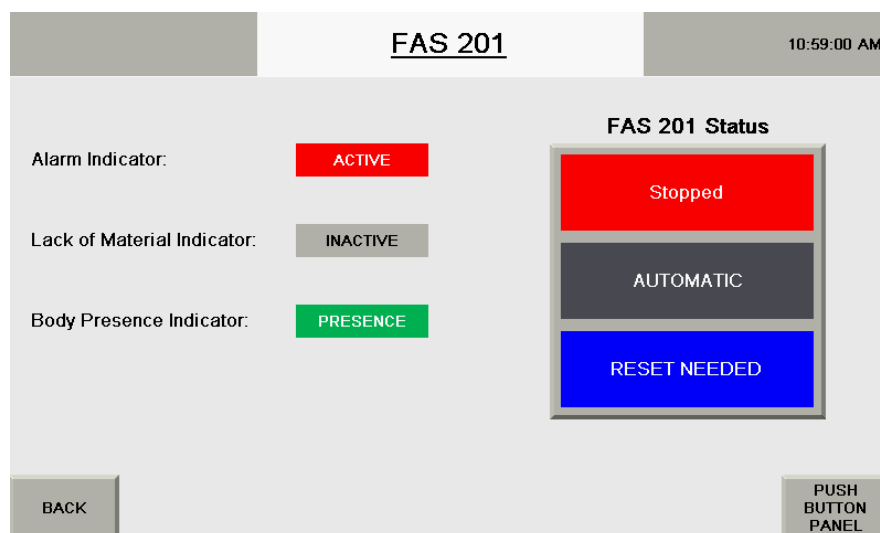 FAS 201
10:59:00 AM
FAS 201 Status
Alarm Indicator:
ACTIVE
Stopped
Lack of Material Indicator:
INACTIVE
AUTOMATIC
Body Presence Indicator:
PRESENCE
RESET NEEDED
BACK
PUSH
BUTTON
PANEL